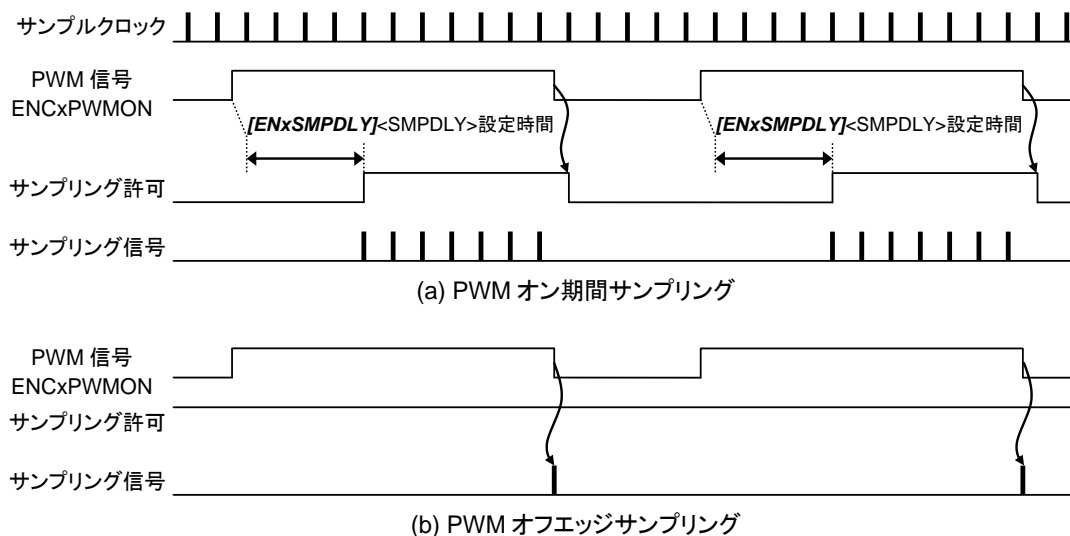 サンプルクロック
PWM 信号
ENCxPWMON
[ENxSMPDLY]<SMPDLY>設定時間
[ENxSMPDLY]<SMPDLY>設定時間
サンプリング許可
サンプリング信号
(a) PWM オン期間サンプリング
PWM 信号
ENCxPWMON
サンプリング許可
サンプリング信号
(b) PWM オフエッジサンプリング